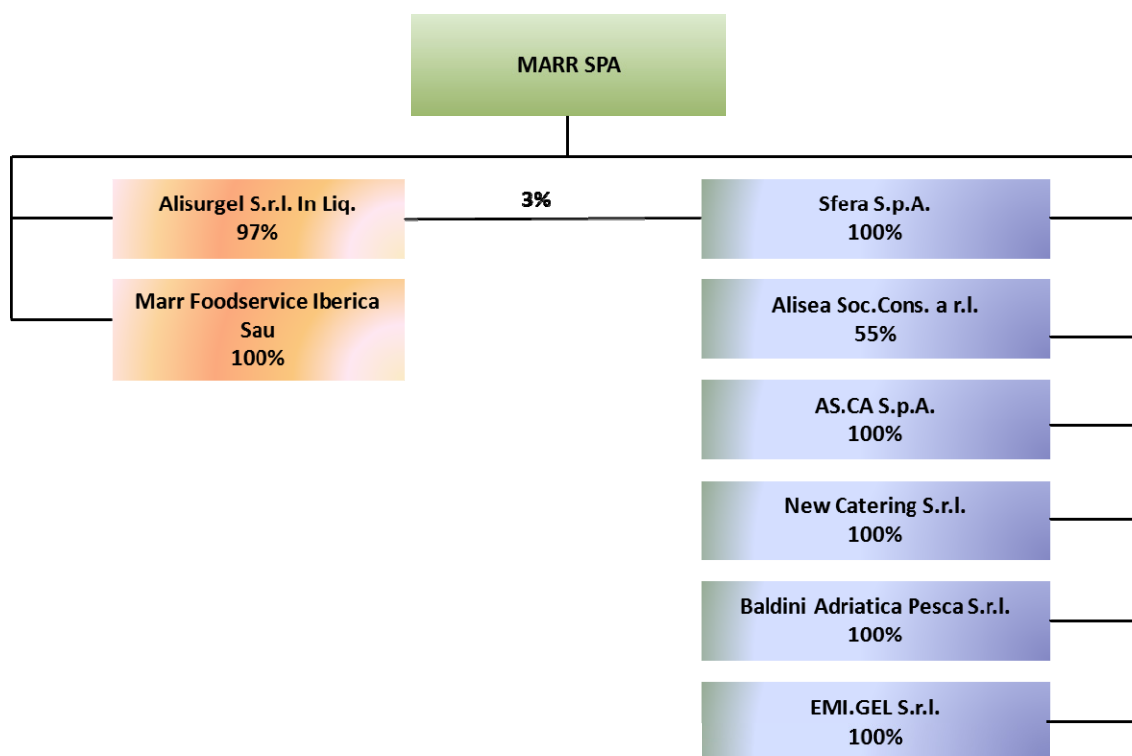 MARR SPA
Alisurgel S.r.l. In Liq.
97%
3%
Sfera S.p.A.
100%
Marr Foodservice Iberica
Sau
100%
Alisea Soc.Cons. a r.l.
55%
AS.CA S.p.A.
100%
New Catering S.r.l.
100%
Baldini Adriatica Pesca S.r.l.
100%
EMI.GEL S.r.l.
100%